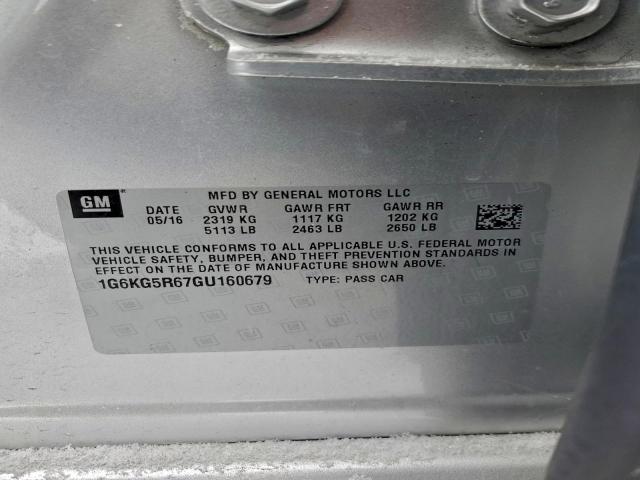 GM
MFD BY GENERAL MOTORS LLC
DATE GVWR GAWR FRT GAWR RR
05/16 2319 KG 1117 KG 1202 KG
5113 LB 2463 LB 2650 LB
THIS VEHICLE CONFORMS TO ALL APPLICABLE U.S. FEDERAL MOTOR
VEHICLE SAFETY, BUMPER, AND THEFT PREVENTION STANDARDS IN
EFFECT ON THE DATE OF MANUFACTURE SHOWN ABOVE.
1G6KG5R67GU160679 TYPE: PASS CAR